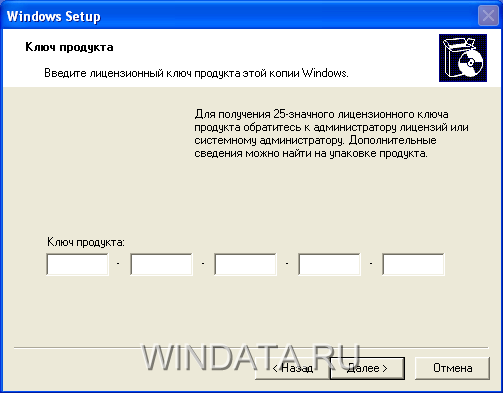 Windows Setup
Ключ продукта
Введите лицензионный ключ продукта этой копии Windows.
Для получения 25-значного лицензионного ключа
продукта обратитесь к администратору лицензий или
системному администратору. Дополнительные
сведения можно найти на упаковке продукта.
Ключ продукта:
- - - -
WINDATA.RU
< Назад Далее > Отмена